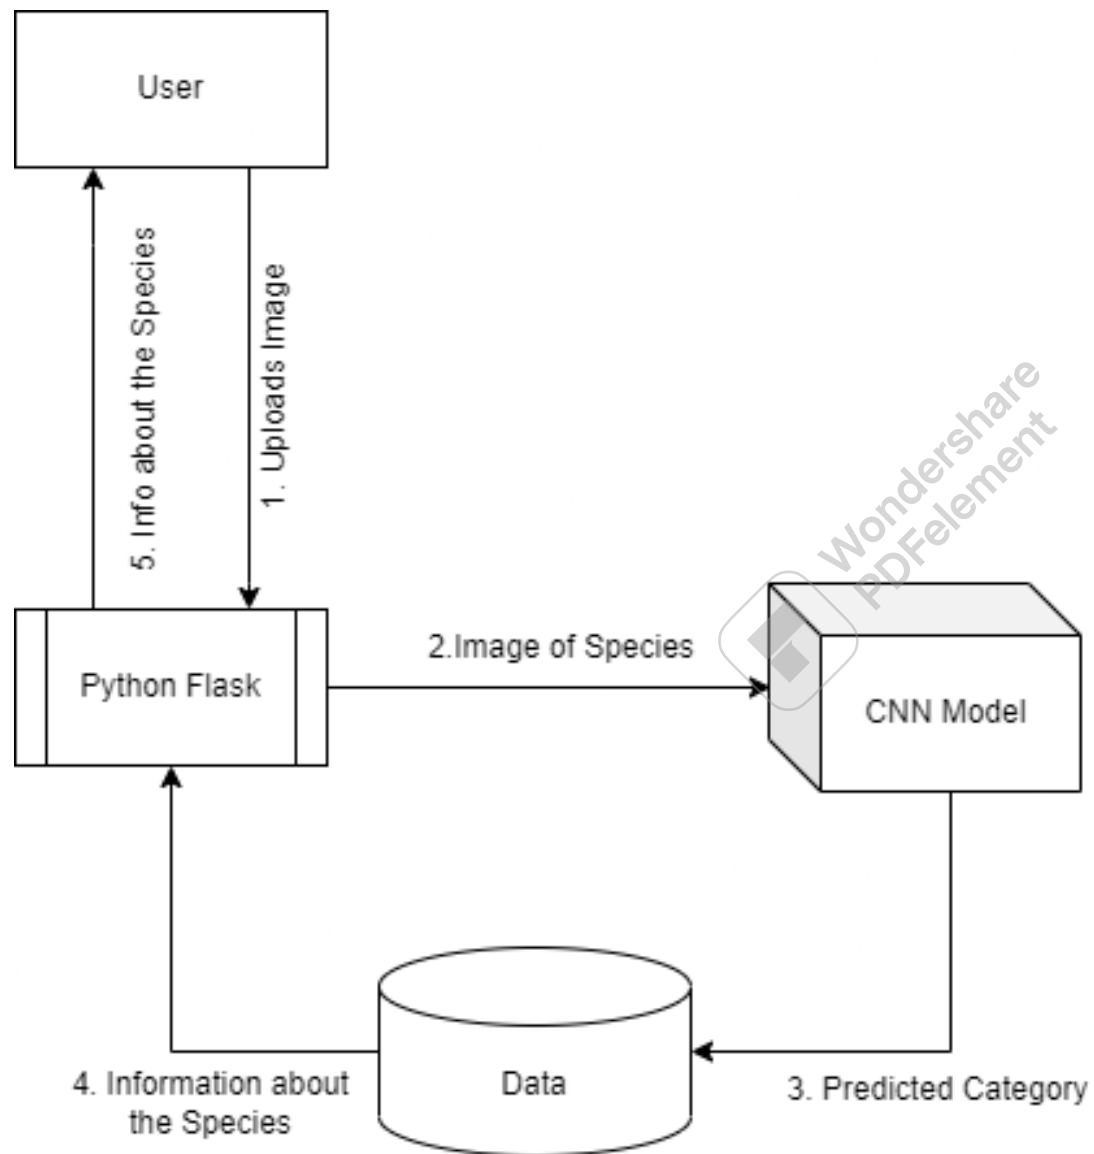 User
5. Info about the Species
1. Uploads Image
Wondershare
PDFelement
2.Image of Species
Python Flask
CNN Model
4. Information about
the Species
Data
3. Predicted Category